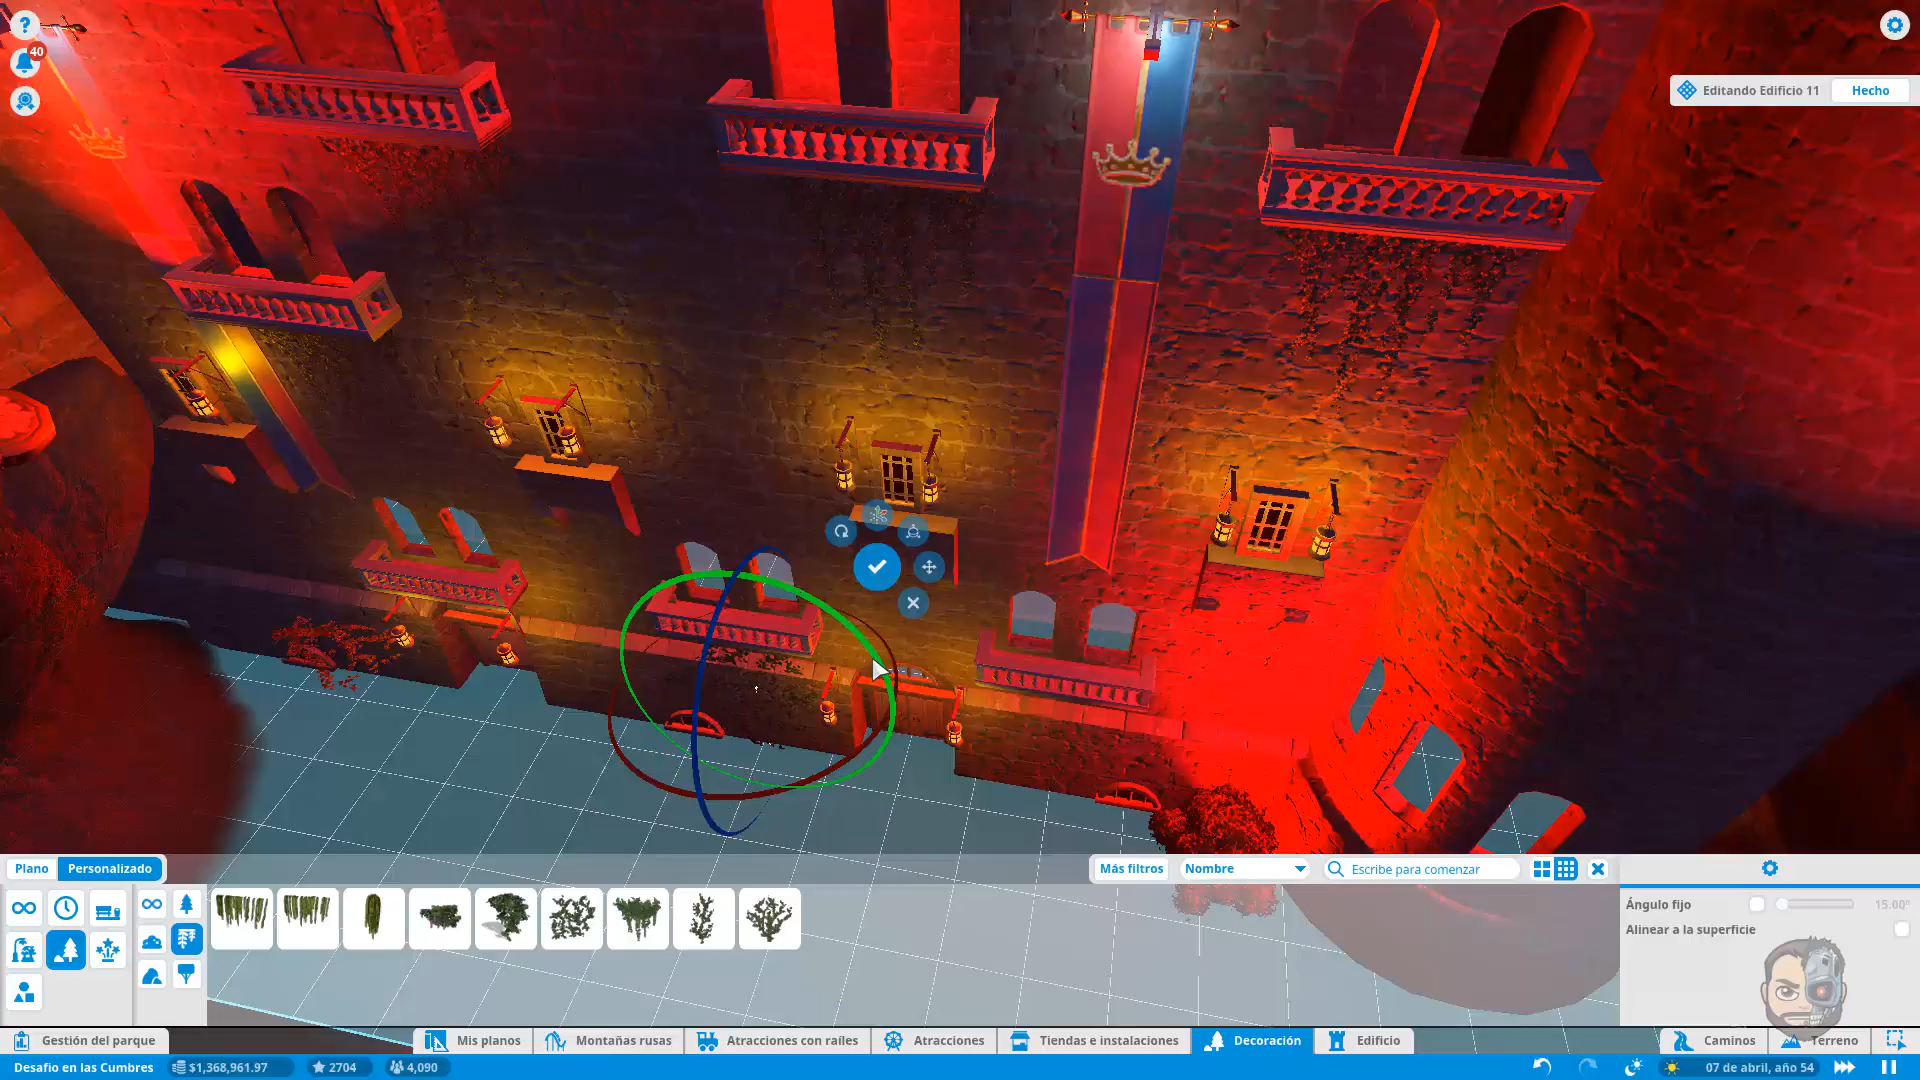 ?
40
Editando Edificio 11
Hecho
Plano
Personalizado
Más filtros
Nombre
Escribe para comenzar
Ángulo fijo
15.00°
Alinear a la superficie
Gestión del parque
Mis planos
Montañas rusas
Atracciones con raíles
Atracciones
Tiendas e instalaciones
Decoración
Edificio
Caminos
Terreno
Desafio en las Cumbres
$1,368,961.97
2704
4,090
07 de abril, año 54